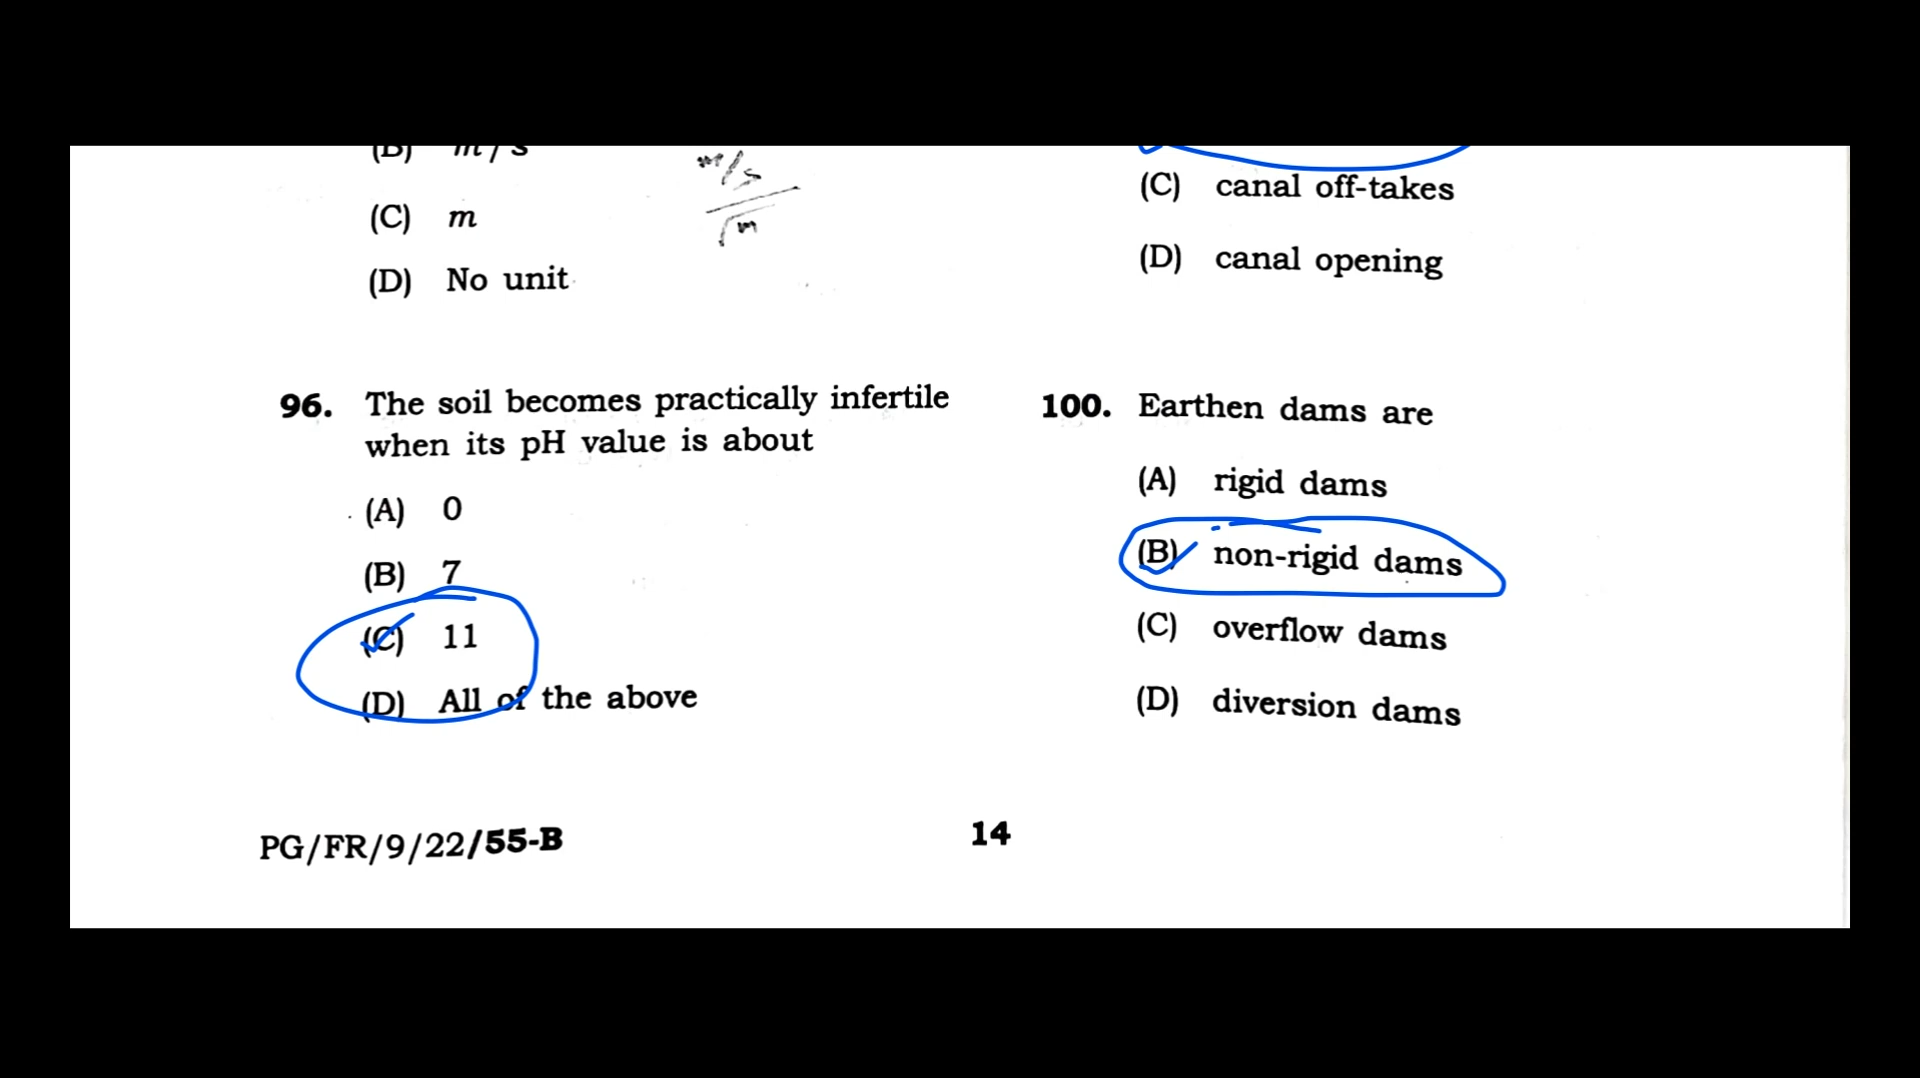 (B) m/s
(C) m
(D) No unit
m/s
√m
96. The soil becomes practically infertile
when its pH value is about
(A) 0
(B) 7
(C) 11
(D) All of the above
(C) canal off-takes
(D) canal opening
100. Earthen dams are
(A) rigid dams
(B) non-rigid dams
(C) overflow dams
(D) diversion dams
PG/FR/9/22/55-B
14